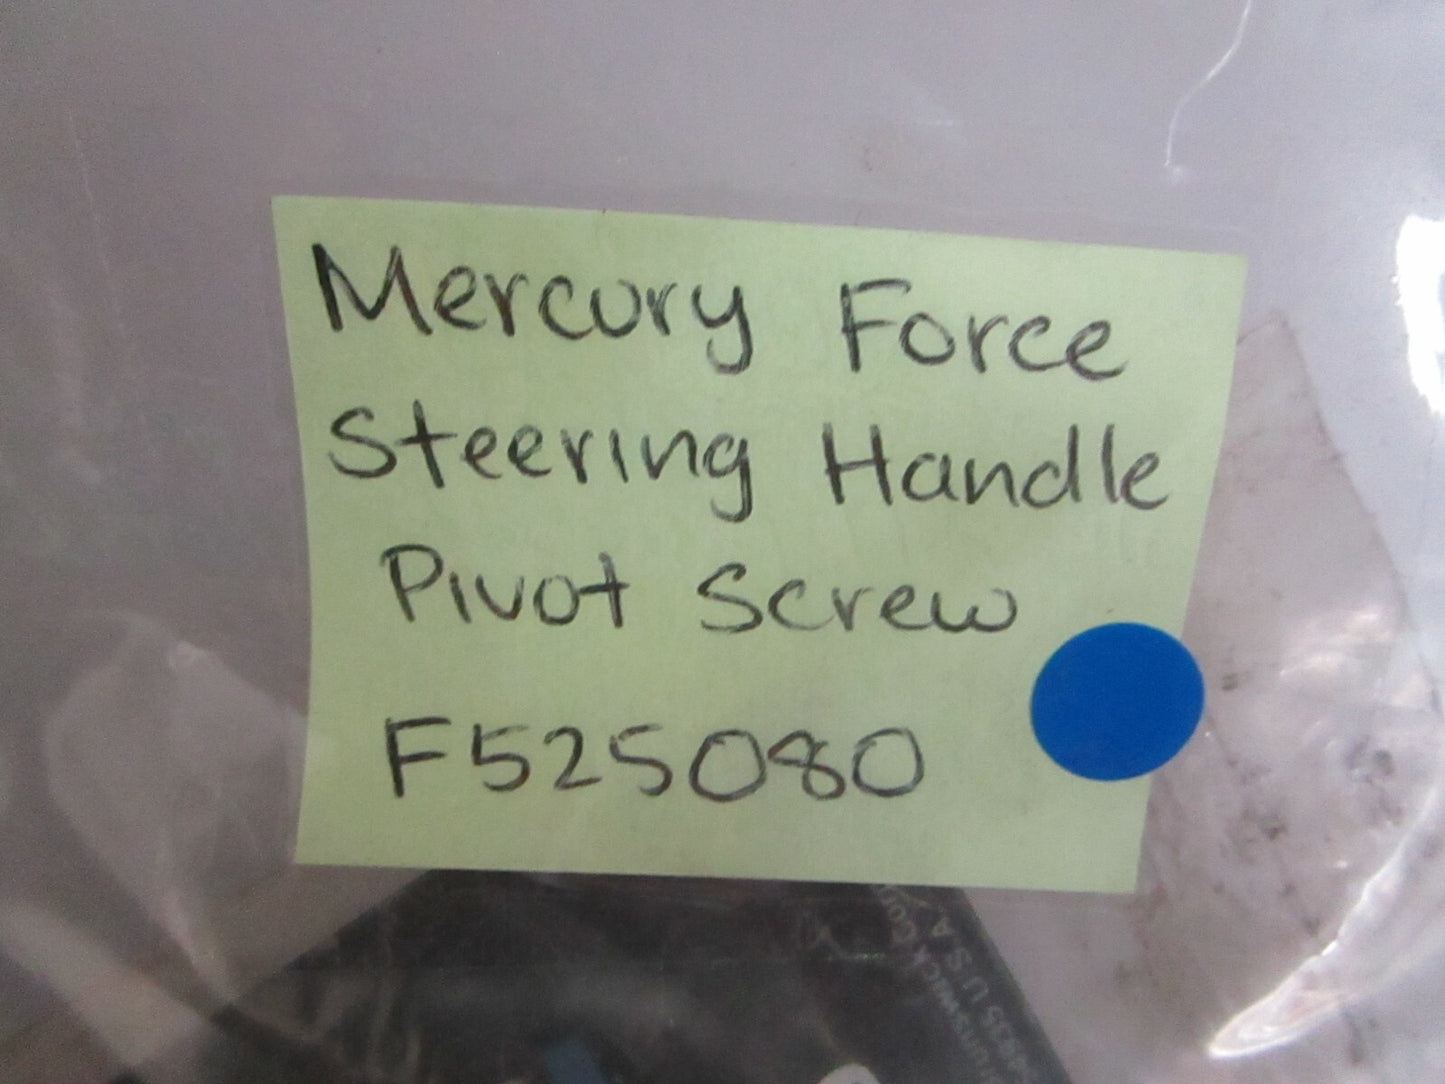 Mercury Force
Steering Handle
Pivot Screw
F525080
U.S.A.